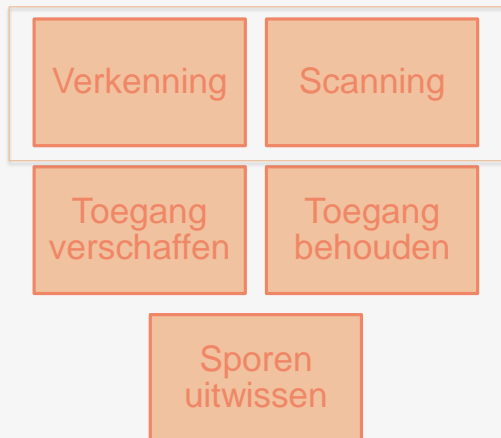 Verkenning
Scanning
Toegang
verschaffen
Toegang
behouden
Sporen
uitwissen